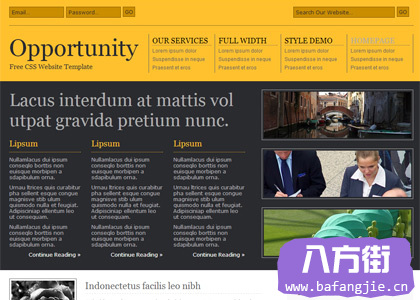 Email..
Password..
GO
Search Our Website..
GO
Opportunity
Free CSS Website Template
OUR SERVICES
Lorem ipsum dolor
Suspendisse in neque
Praesent et eros
FULL WIDTH
Lorem ipsum dolor
Suspendisse in neque
Praesent et eros
STYLE DEMO
Lorem ipsum dolor
Suspendisse in neque
Praesent et eros
HOMEPAGE
Lorem ipsum dolor
Suspendisse in neque
Praesent et eros
Lacus interdum at mattis vol
utpat gravida pretium nunc.
Lipsum
Nullamlacus dui ipsum
conseqlo borttis non
euisque morbipen a
sdapibulum orna.
Urnau ltrices quis curabitur
pha sellent esque congue
magnisve stib ulum
quismodo nulla et feugiat.
Adipisciniap ellentum leo
ut consequam.
Nullamlacus dui ipsum
conseqlo borttis non
euisque morbipen a
sdapibulum orna.
Continue Reading »
Lipsum
Nullamlacus dui ipsum
conseqlo borttis non
euisque morbipen a
sdapibulum orna.
Urnau ltrices quis curabitur
pha sellent esque congue
magnisve stib ulum
quismodo nulla et feugiat.
Adipisciniap ellentum leo
ut consequam.
Nullamlacus dui ipsum
conseqlo borttis non
euisque morbipen a
sdapibulum orna.
Continue Reading »
Lipsum
Nullamlacus dui ipsum
conseqlo borttis non
euisque morbipen a
sdapibulum orna.
Urnau ltrices quis curabitur
pha sellent esque congue
magnisve stib ulum
quismodo nulla et feugiat.
Adipisciniap ellentum leo
ut consequam.
Nullamlacus dui ipsum
conseqlo borttis non
euisque morbipen a
sdapibulum orna.
Continue Reading »
Indonectetus facilis leo nibh
八方街
www.bafangjie.cn